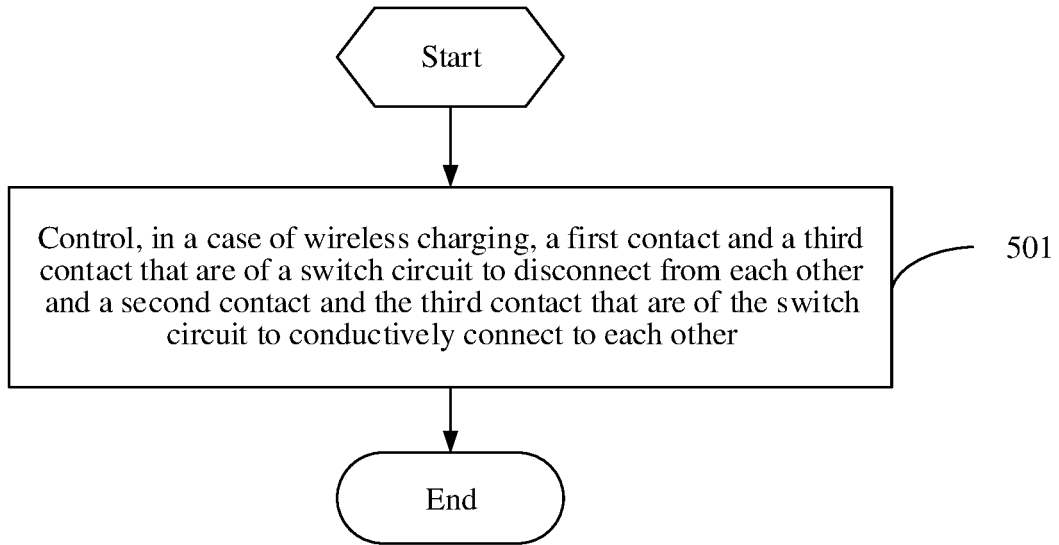 Start
Control, in a case of wireless charging, a first contact and a third
contact that are of a switch circuit to disconnect from each other
and a second contact and the third contact that are of the switch
circuit to conductively connect to each other
501
End